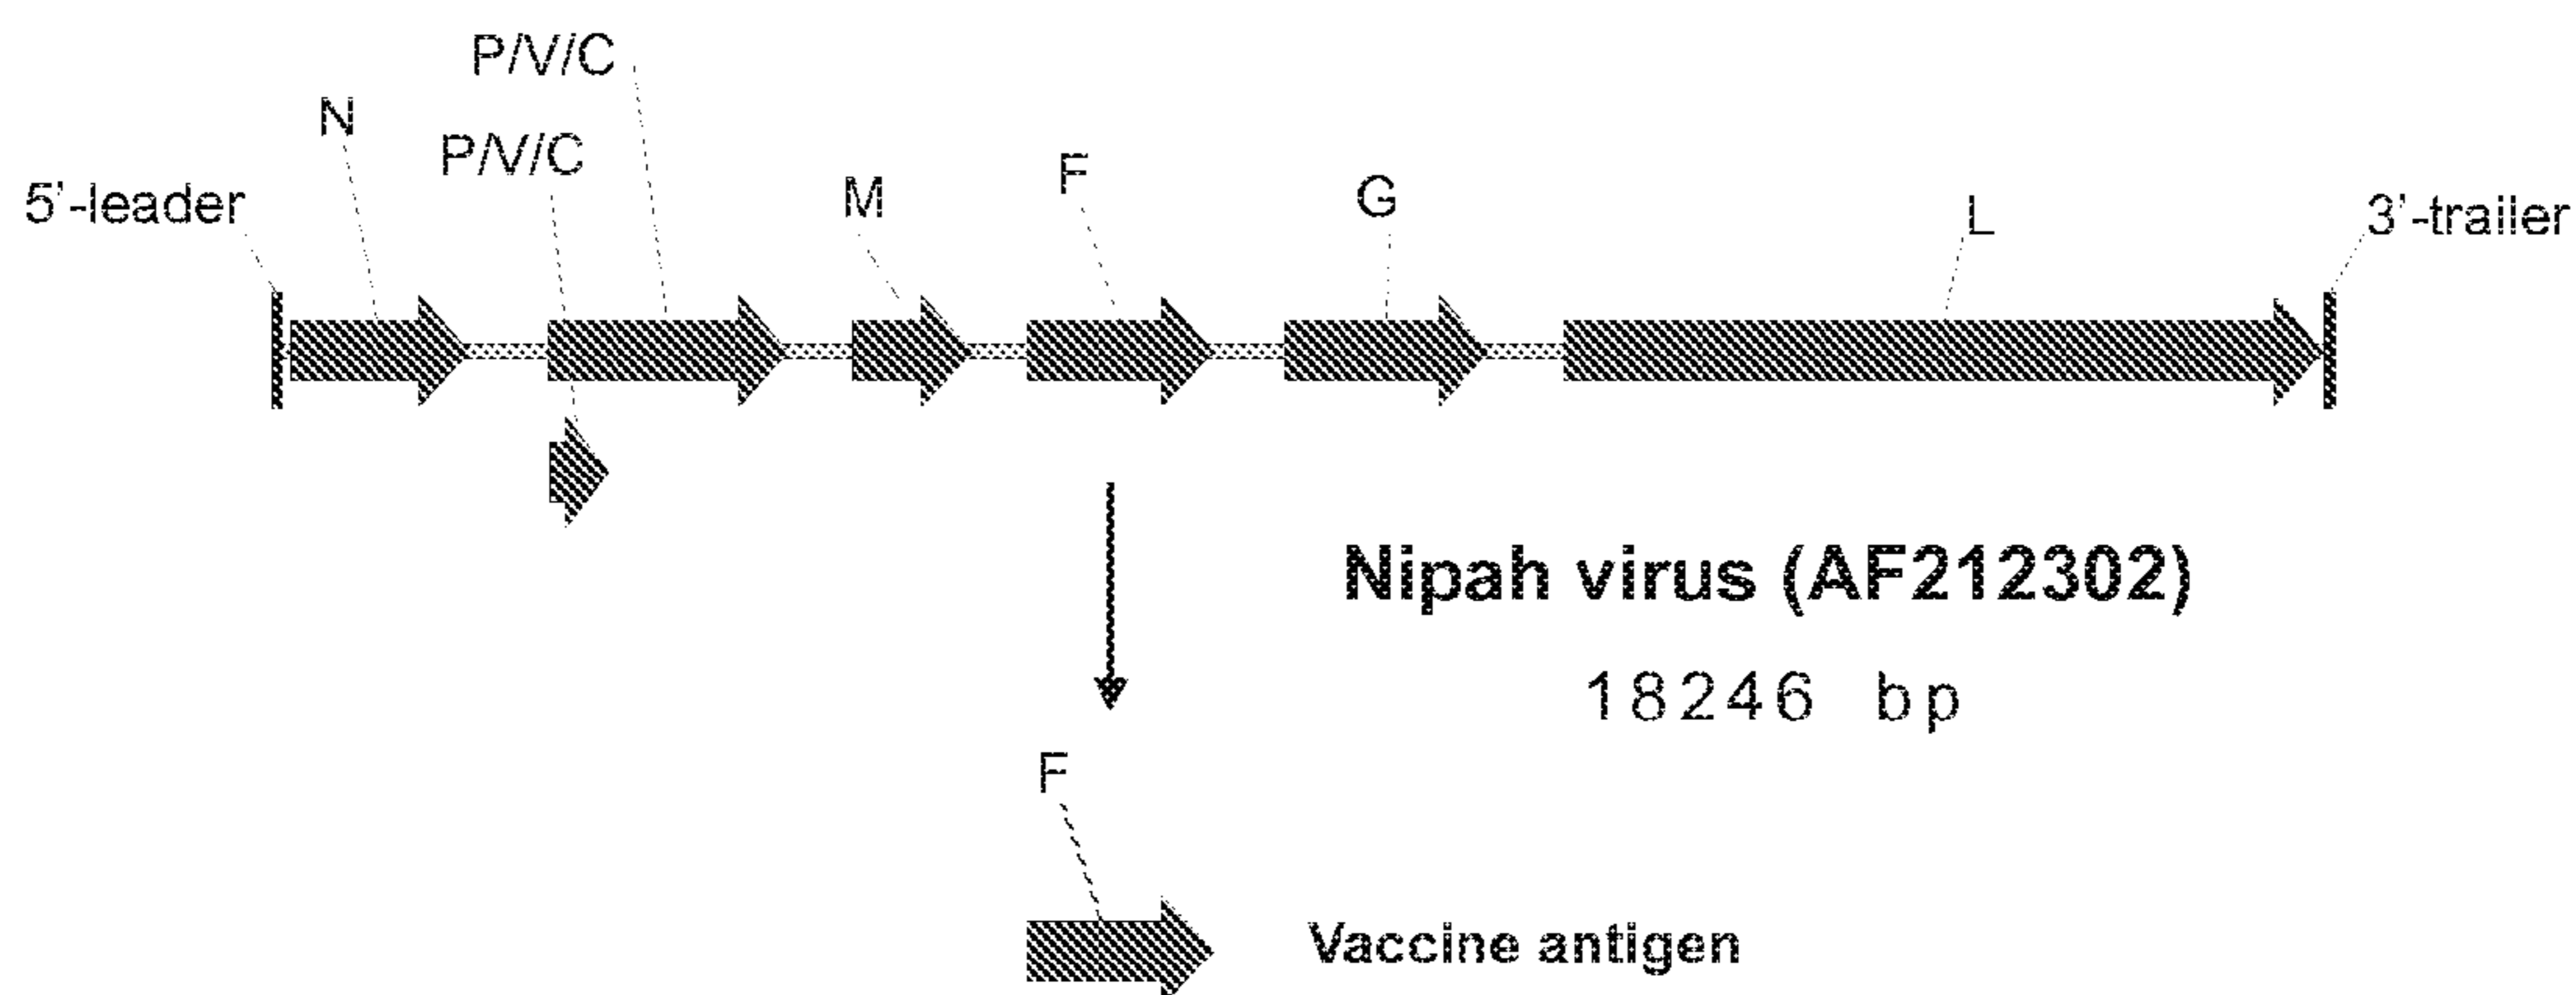 P/V/C
N
P/V/C
5'-leader
M
F
G
L
3'-trailer
Nipah virus (AF212302)
18246 bp
F
Vaccine antigen